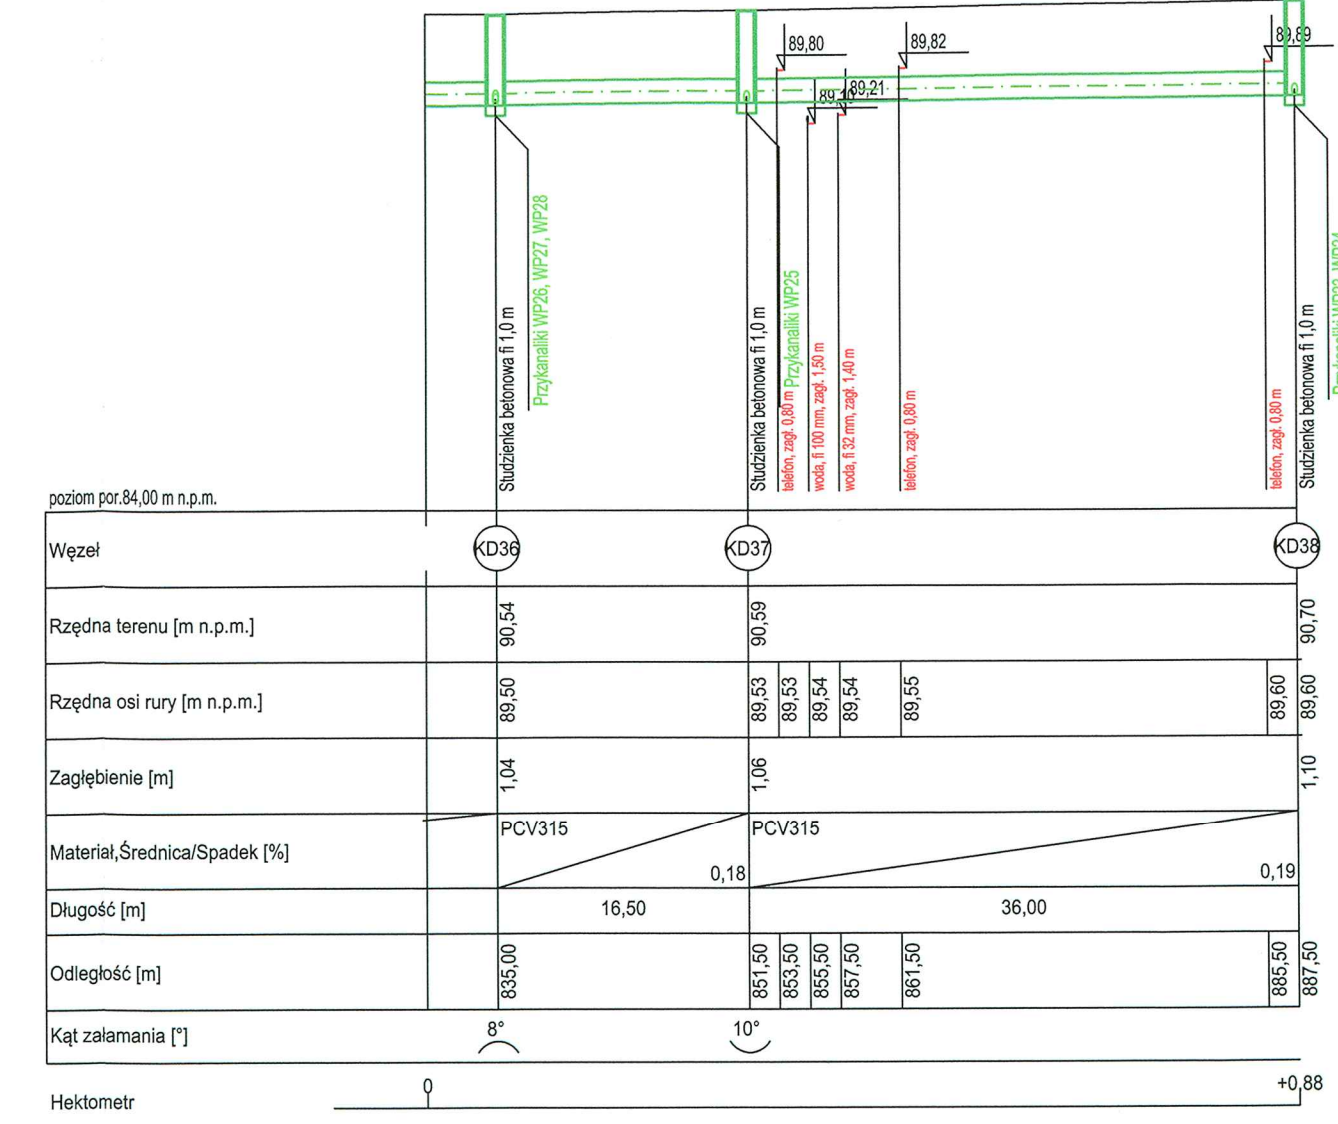 89,80
89,82
89,89
89,10
89,21
Przykanaliki WP26, WP27, WP28
Przykanaliki WP25
Studzienka betonowa fi 1,0 m
Studzienka betonowa fi 1,0 m
telefon, zagł. 0,80 m
woda, fi 100 mm, zagł. 1,50 m
woda, fi 32 mm, zagł. 1,40 m
telefon, zagł. 0,80 m
telefon, zagł. 0,80 m
Studzienka betonowa fi 1,0 m
poziom por.84,00 m n.p.m.
Węzeł KD36 KD37 KD38
Rzędna terenu [m n.p.m.] 90,54 90,59 90,70
Rzędna osi rury [m n.p.m.] 89,50 89,53 89,53 89,54 89,54 89,55 89,60 89,60
Zagłębienie [m] 1,04 1,06 1,10
Materiał,Średnica/Spadek [%] PCV315 0,18 PCV315 0,19
Długość [m] 16,50 36,00
Odległość [m] 835,00 851,50 853,50 855,50 857,50 861,50 885,50 887,50
Kąt załamania [°] 8° 10°
Hektometr 0 +0,88